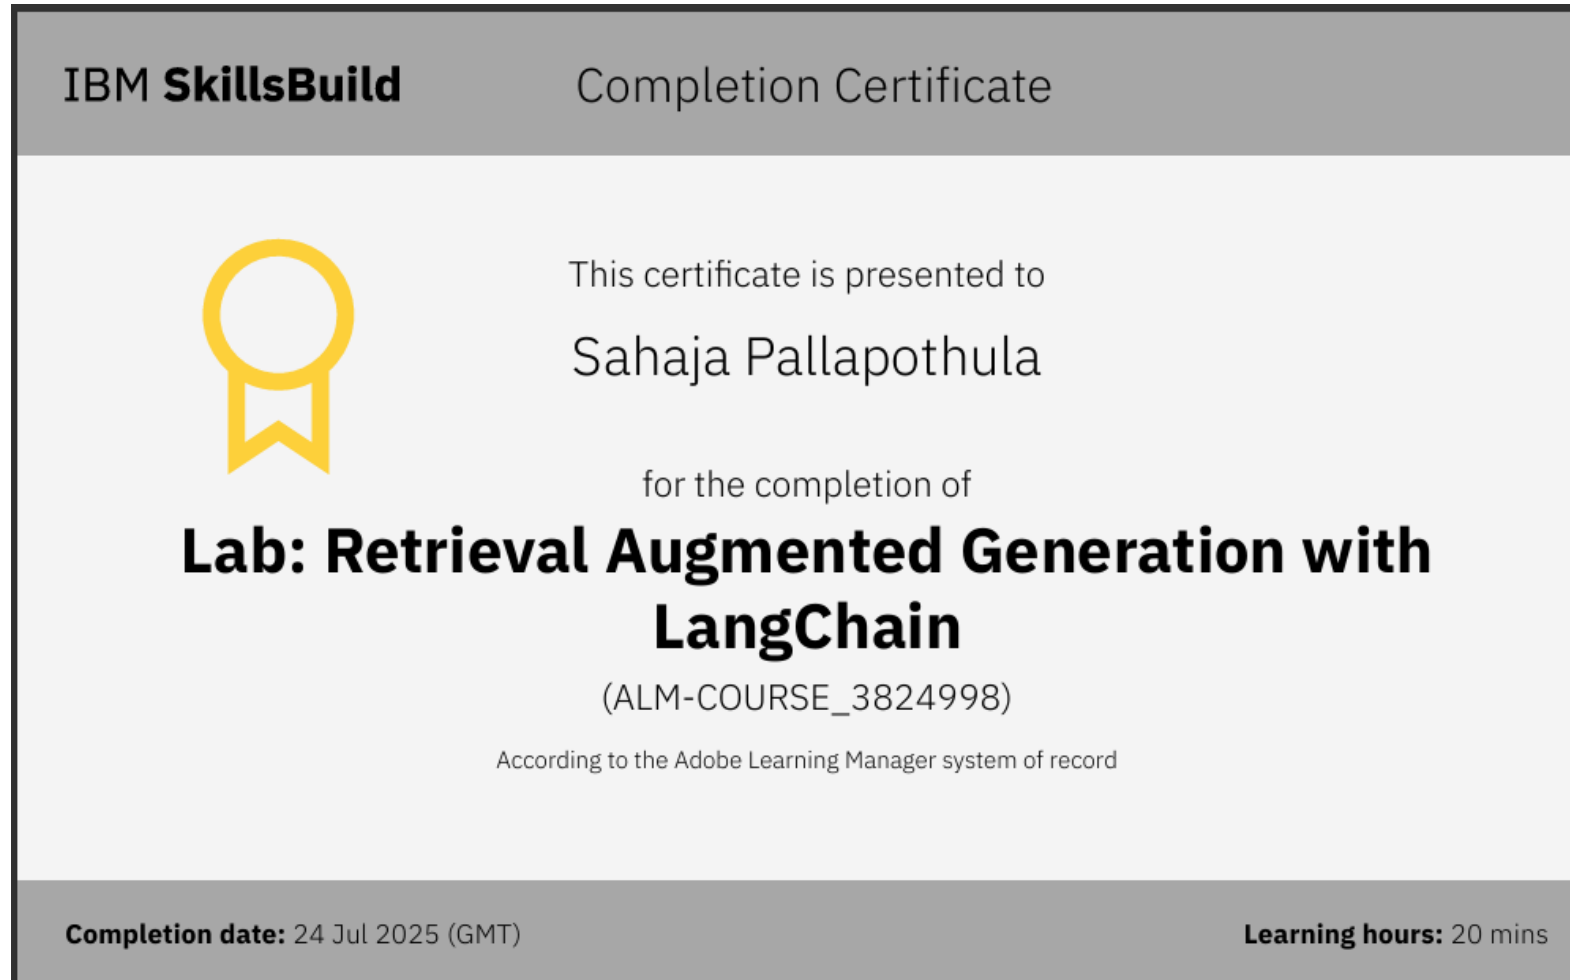 IBM SkillsBuild
Completion Certificate
This certificate is presented to
Sahaja Pallapothula
for the completion of
Lab: Retrieval Augmented Generation with
LangChain
(ALM-COURSE_3824998)
According to the Adobe Learning Manager system of record
Completion date: 24 Jul 2025 (GMT)
Learning hours: 20 mins